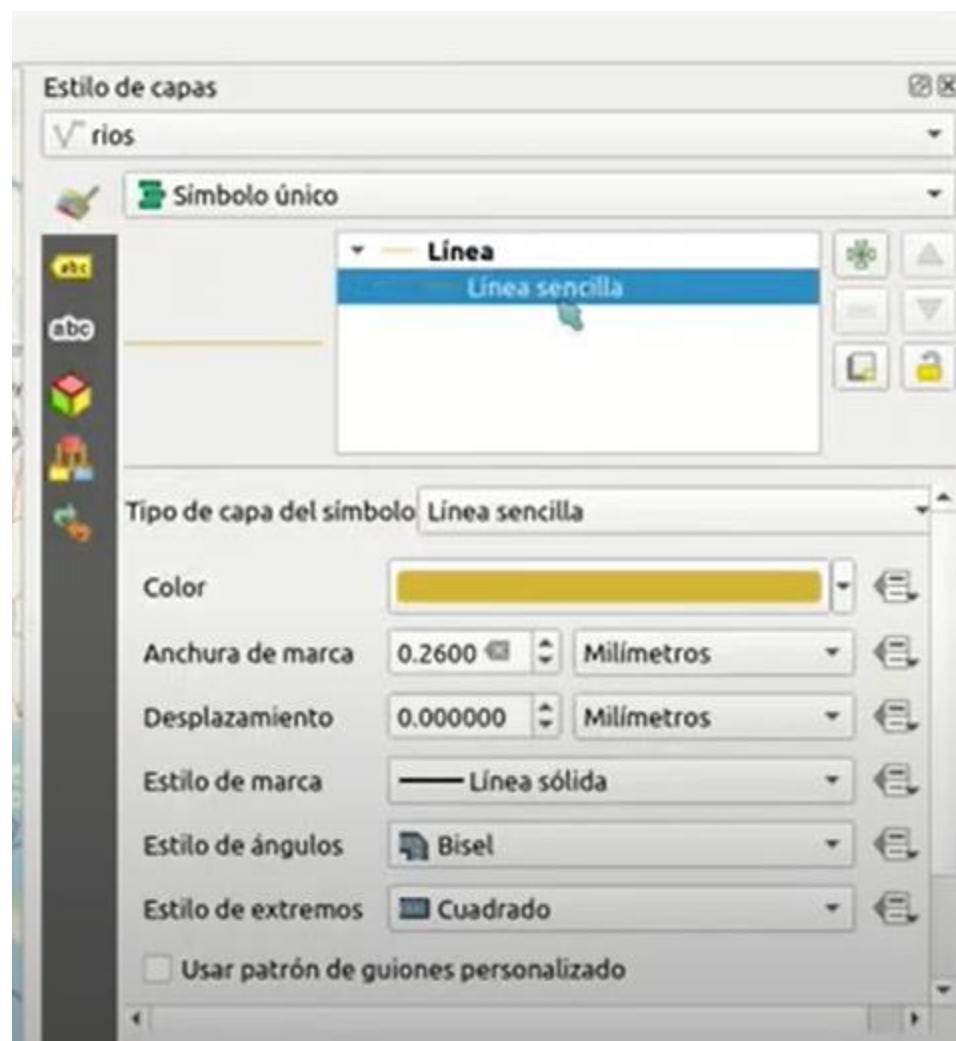 Estilo de capas
rios
Símbolo único
abc
Línea
Línea sencilla
abc
Tipo de capa del símbolo Línea sencilla
Color
Anchura de marca 0.2600 Milímetros
Desplazamiento 0.000000 Milímetros
Estilo de marca Línea sólida
Estilo de ángulos Bisel
Estilo de extremos Cuadrado
Usar patrón de guiones personalizado